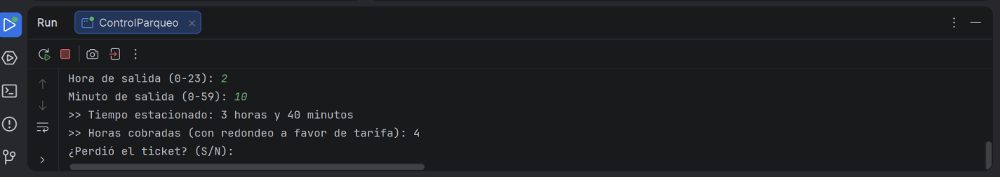 Run ControlParqueo
Hora de salida (0-23): 2
Minuto de salida (0-59): 10
>> Tiempo estacionado: 3 horas y 40 minutos
>> Horas cobradas (con redondeo a favor de tarifa): 4
¿Perdió el ticket? (S/N):